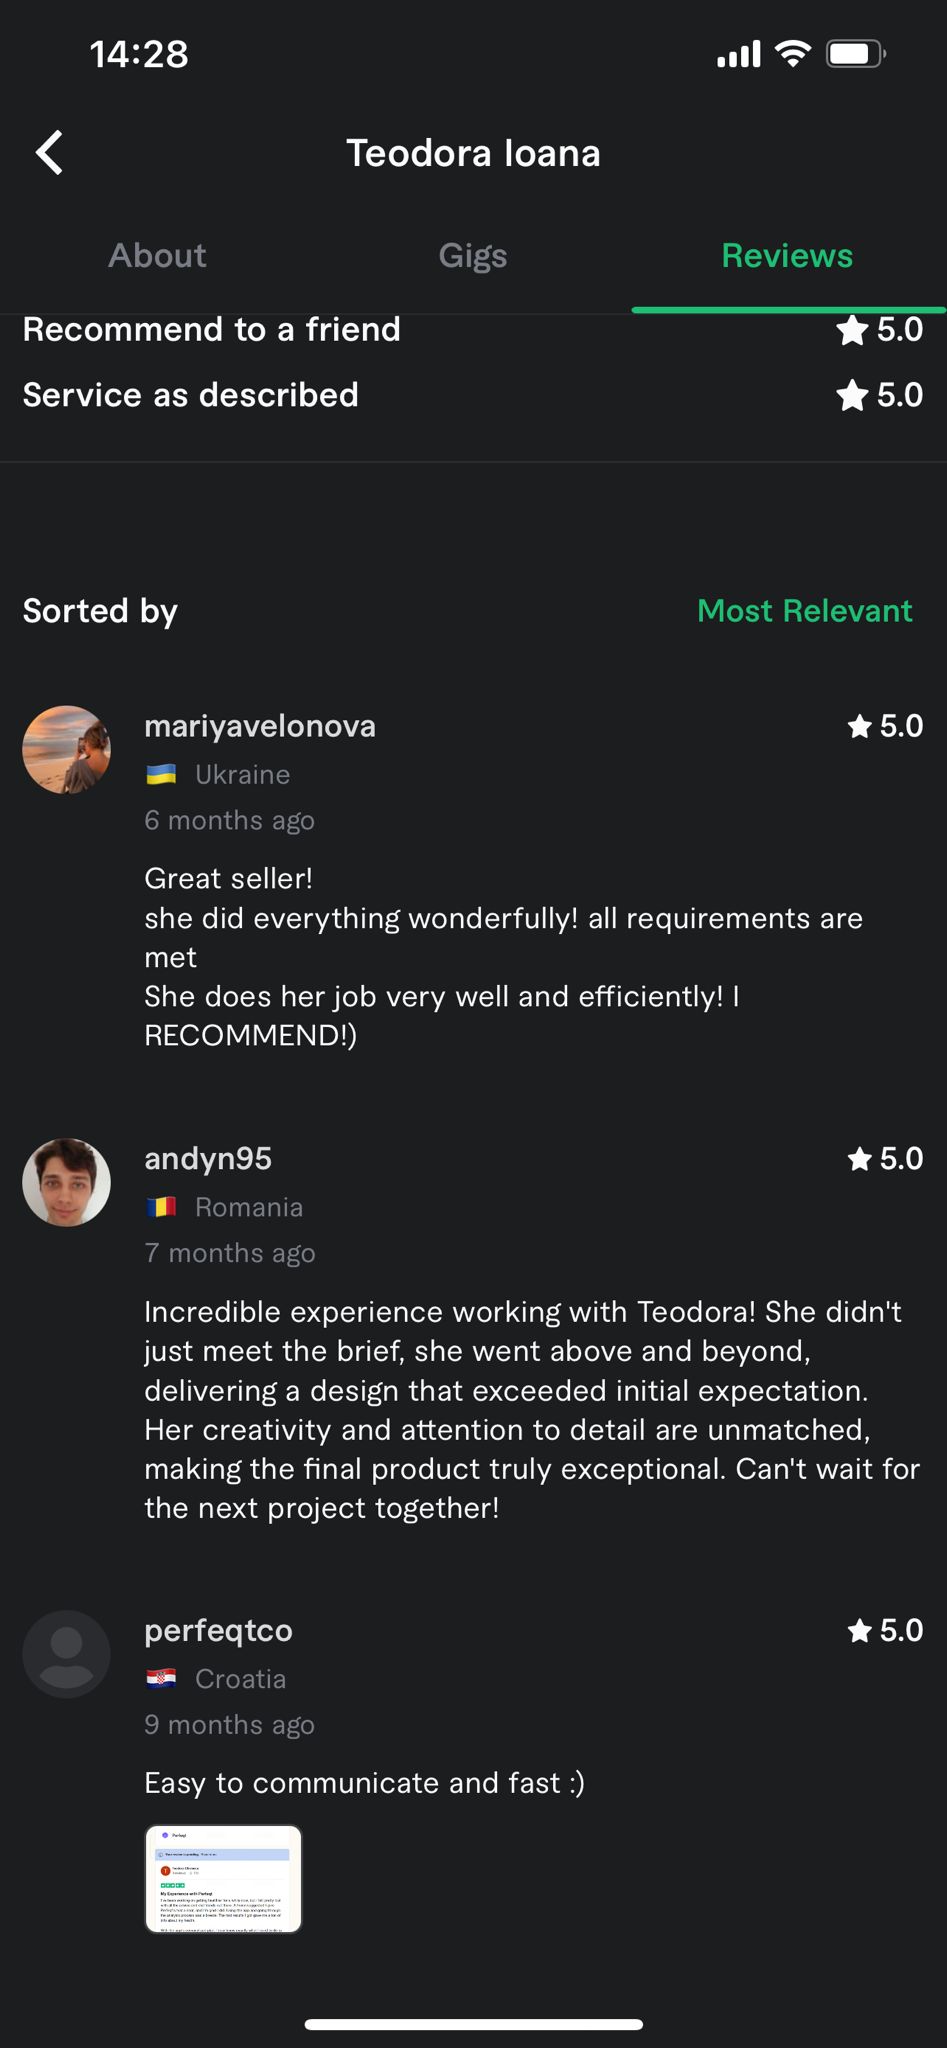 14:28
Teodora Ioana
About
Gigs
Reviews
Recommend to a friend
5.0
Service as described
5.0
Sorted by
Most Relevant
mariyavelonova
5.0
Ukraine
6 months ago
Great seller!
she did everything wonderfully! all requirements are
met
She does her job very well and efficiently! I
RECOMMEND!)
andyn95
5.0
Romania
7 months ago
Incredible experience working with Teodora! She didn't
just meet the brief, she went above and beyond,
delivering a design that exceeded initial expectation.
Her creativity and attention to detail are unmatched,
making the final product truly exceptional. Can't wait for
the next project together!
perfeqtco
5.0
Croatia
9 months ago
Easy to communicate and fast :)
Perfeqt
My Experience with Perfeqt